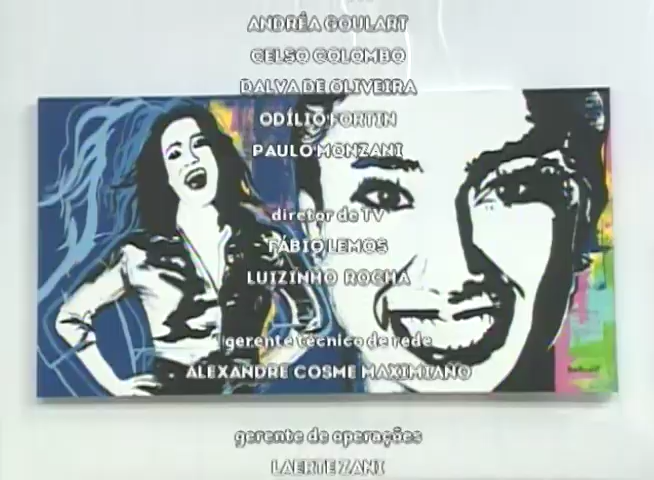 ANDRÉA GOULART
CELSO COLOMBO
DALVA DE OLIVEIRA
ODÍLIO FORTIN
PAULO MONZANI
diretor de TV
FÁBIO LEMOS
LUIZINHO ROCHA
gerente técnico de rede
ALEXANDRE COSME MAXIMIANO
gerente de operações
LAERTE ZANI